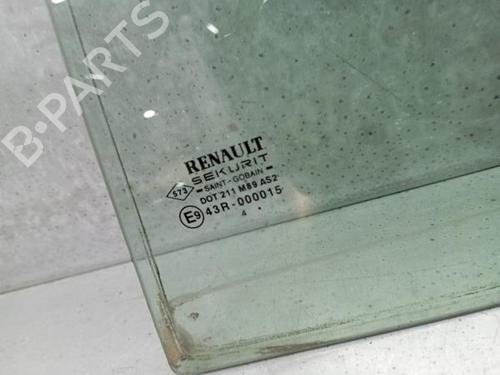 B-PARTS
RENAULT
SEKURIT
573
SAINT-GOBAIN
DOT 211 M89 AS2
E9 43R-000015
4 .